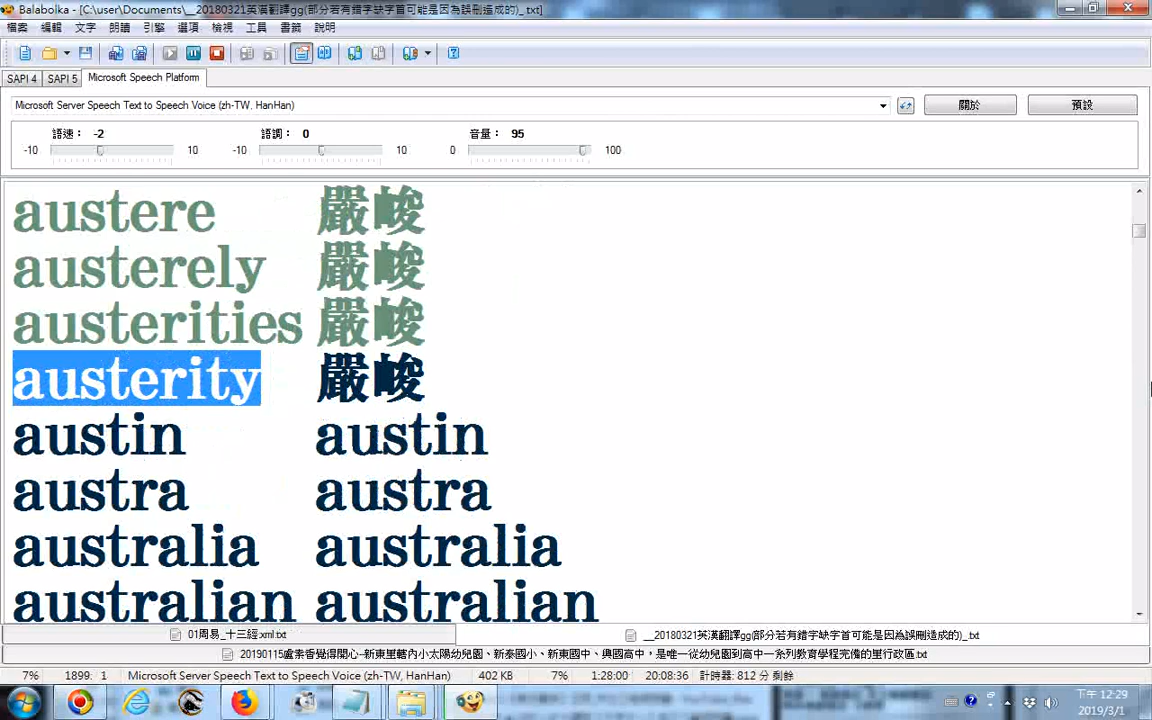 Balabolka - [C:\user\Documents\__20180321英漢翻譯gg(部分若有錯字缺字首可能是因為誤刪造成的)_.txt]
檔案 編輯 文字 朗讀 引擎 選項 檢視 工具 書籤 說明
SAPI 4 SAPI 5 Microsoft Speech Platform
Microsoft Server Speech Text to Speech Voice (zh-TW, HanHan) 關於 預設
語速： -2 語調： 0 音量： 95
-10 10 -10 10 0 100
austere 嚴峻
austerely 嚴峻
austerities 嚴峻
austerity 嚴峻
austin austin
austra austra
australia australia
australian australian
01周易_十三經.xml.txt __20180321英漢翻譯gg(部分若有錯字缺字首可能是因為誤刪造成的)_.txt
20190115盧素香覺得開心--新東里轄內小太陽幼兒園、新泰國小、新東國中、興國高中，是唯一從幼兒園到高中一系列教育學程完備的里行政區.txt
7% 1899: 1 Microsoft Server Speech Text to Speech Voice (zh-TW, HanHan) 402 KB 7% 1:28:00 20:08:36 計時器: 812 分 剩餘
下午 12:29
2019/3/1